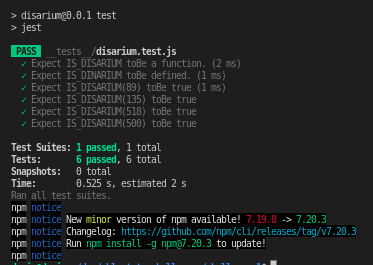 > disarium@0.0.1 test
> jest
PASS __tests__/disarium.test.js
✓ Expect IS_DISARIUM toBe a function. (2 ms)
✓ Expect IS_DINARIUM toBe defined. (1 ms)
✓ Expect IS_DISARIUM(89) toBe true (1 ms)
✓ Expect IS_DISARIUM(135) toBe true
✓ Expect IS_DISARIUM(518) toBe true
✓ Expect IS_DISARIUM(500) toBe true
Test Suites: 1 passed, 1 total
Tests: 6 passed, 6 total
Snapshots: 0 total
Time: 0.525 s, estimated 2 s
Ran all test suites.
npm notice
npm notice New minor version of npm available! 7.19.0 -> 7.20.3
npm notice Changelog: https://github.com/npm/cli/releases/tag/v7.20.3
npm notice Run npm install -g npm@7.20.3 to update!
npm notice